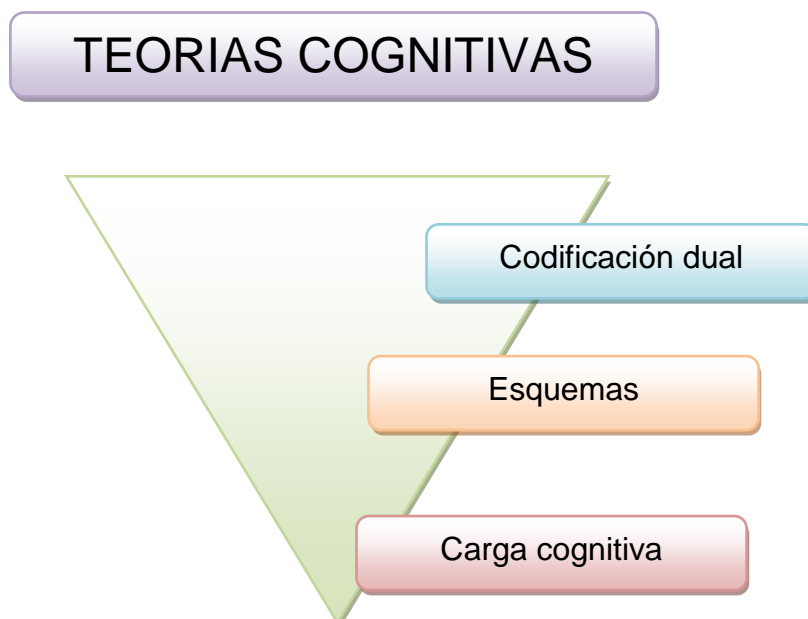 TEORIAS COGNITIVAS
Codificación dual
Esquemas
Carga cognitiva